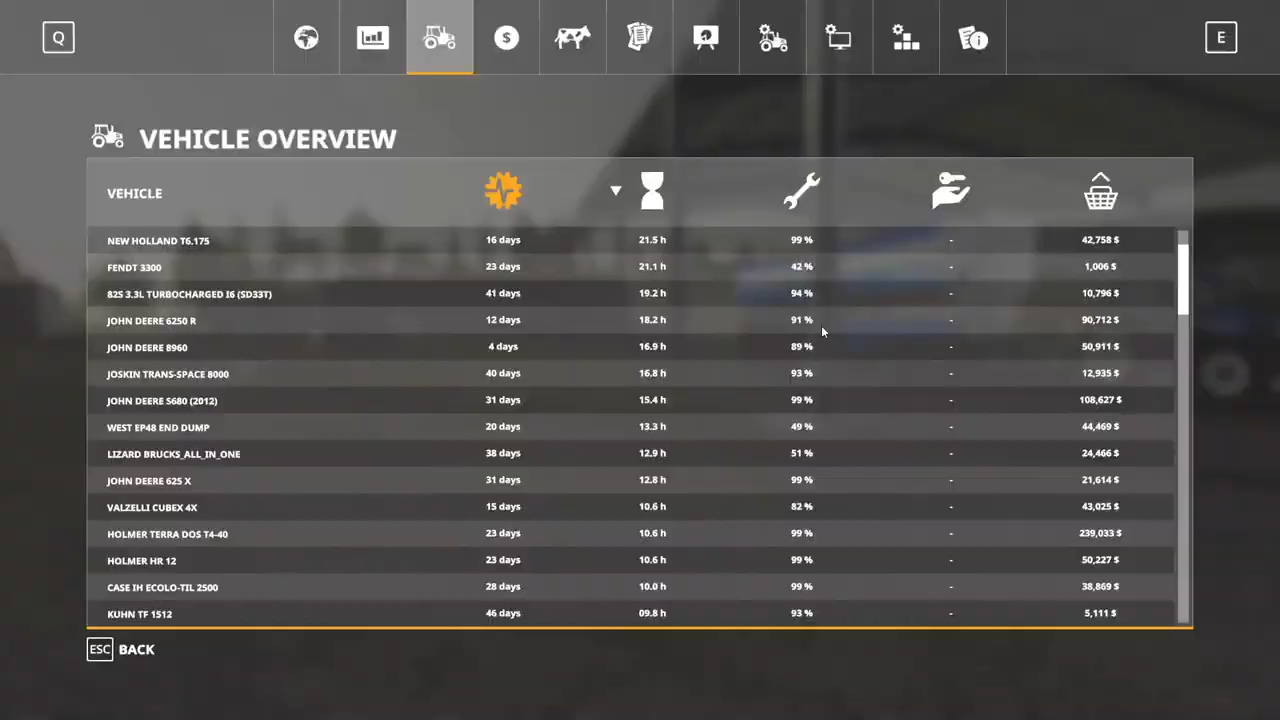 Q
$
E
VEHICLE OVERVIEW
VEHICLE
NEW HOLLAND T6.175 16 days 21.5 h 99 % - 42,758 $
FENDT 3300 23 days 21.1 h 42 % - 1,006 $
82S 3.3L TURBOCHARGED I6 (SD33T) 41 days 19.2 h 94 % - 10,796 $
JOHN DEERE 6250 R 12 days 18.2 h 91 % - 90,712 $
JOHN DEERE 8960 4 days 16.9 h 89 % - 50,911 $
JOSKIN TRANS-SPACE 8000 40 days 16.8 h 93 % - 12,935 $
JOHN DEERE S680 (2012) 31 days 15.4 h 99 % - 108,627 $
WEST EP48 END DUMP 20 days 13.3 h 49 % - 44,469 $
LIZARD BRUCKS_ALL_IN_ONE 38 days 12.9 h 51 % - 24,466 $
JOHN DEERE 625 X 31 days 12.8 h 99 % - 21,614 $
VALZELLI CUBEX 4X 15 days 10.6 h 82 % - 43,025 $
HOLMER TERRA DOS T4-40 23 days 10.6 h 99 % - 239,033 $
HOLMER HR 12 23 days 10.6 h 99 % - 50,227 $
CASE IH ECOLO-TIL 2500 28 days 10.0 h 99 % - 38,869 $
KUHN TF 1512 46 days 09.8 h 93 % - 5,111 $
ESC BACK